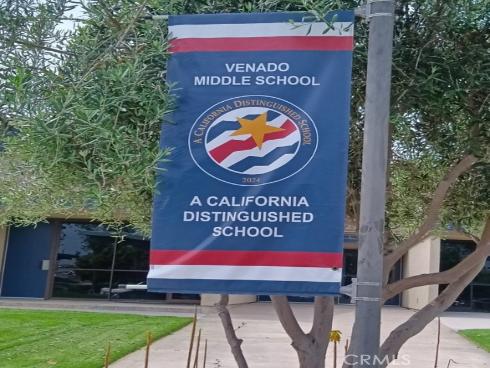 VENADO
MIDDLE SCHOOL
A CALIFORNIA DISTINGUISHED SCHOOL
2024
A CALIFORNIA
DISTINGUISHED
SCHOOL
CRMLS